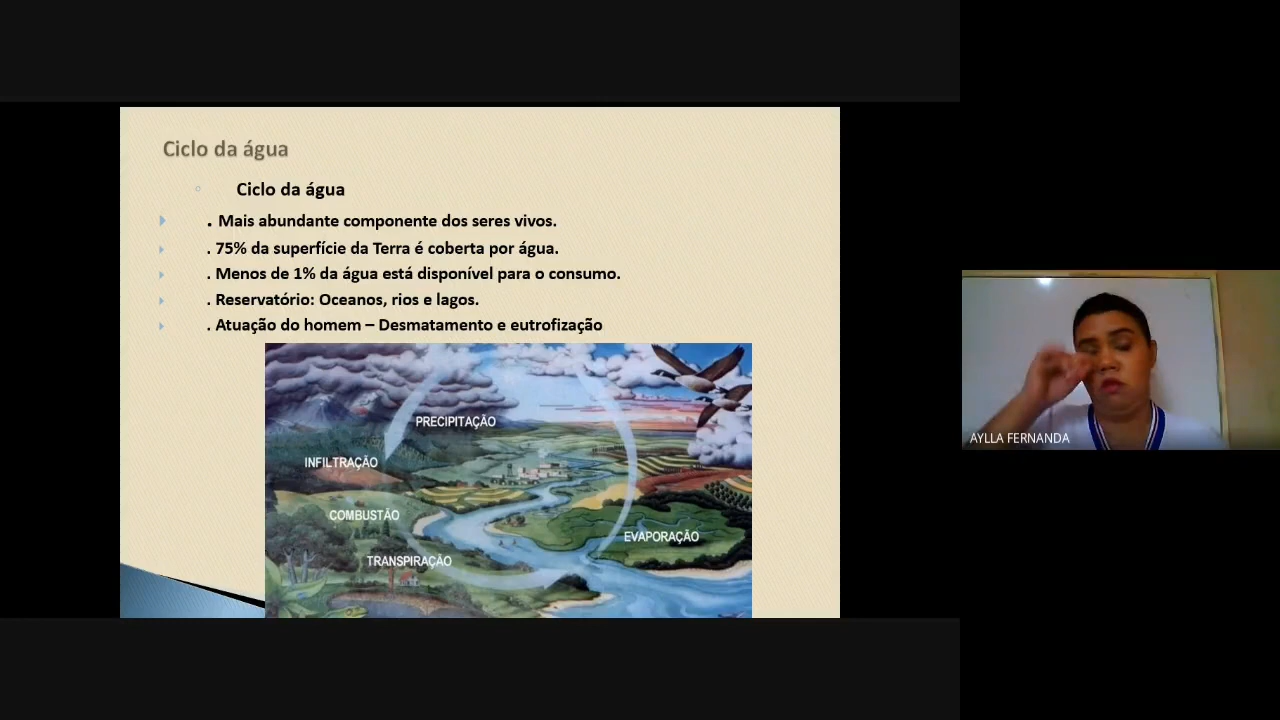 Ciclo da água
Ciclo da água
. Mais abundante componente dos seres vivos.
. 75% da superfície da Terra é coberta por água.
. Menos de 1% da água está disponível para o consumo.
. Reservatório: Oceanos, rios e lagos.
. Atuação do homem – Desmatamento e eutrofização
PRECIPITAÇÃO
INFILTRAÇÃO
COMBUSTÃO
EVAPORAÇÃO
TRANSPIRAÇÃO
AYLLA FERNANDA